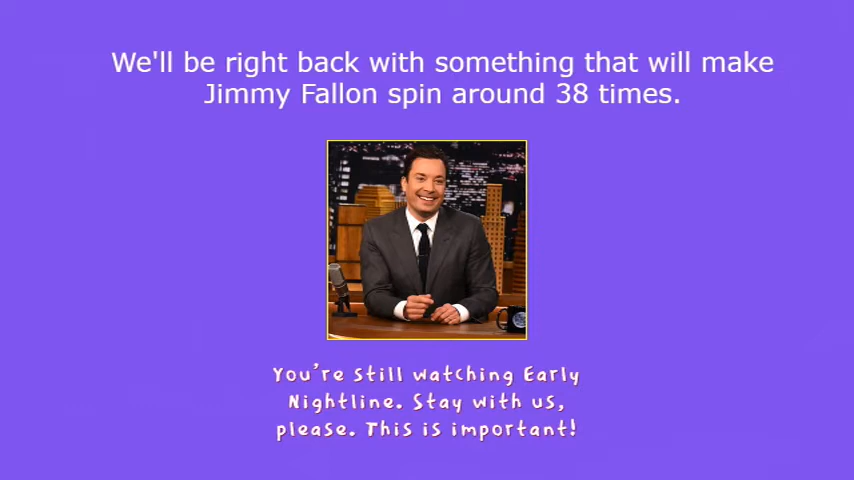 We'll be right back with something that will make
Jimmy Fallon spin around 38 times.
You're still watching Early
Nightline. Stay with us,
please. This is important!